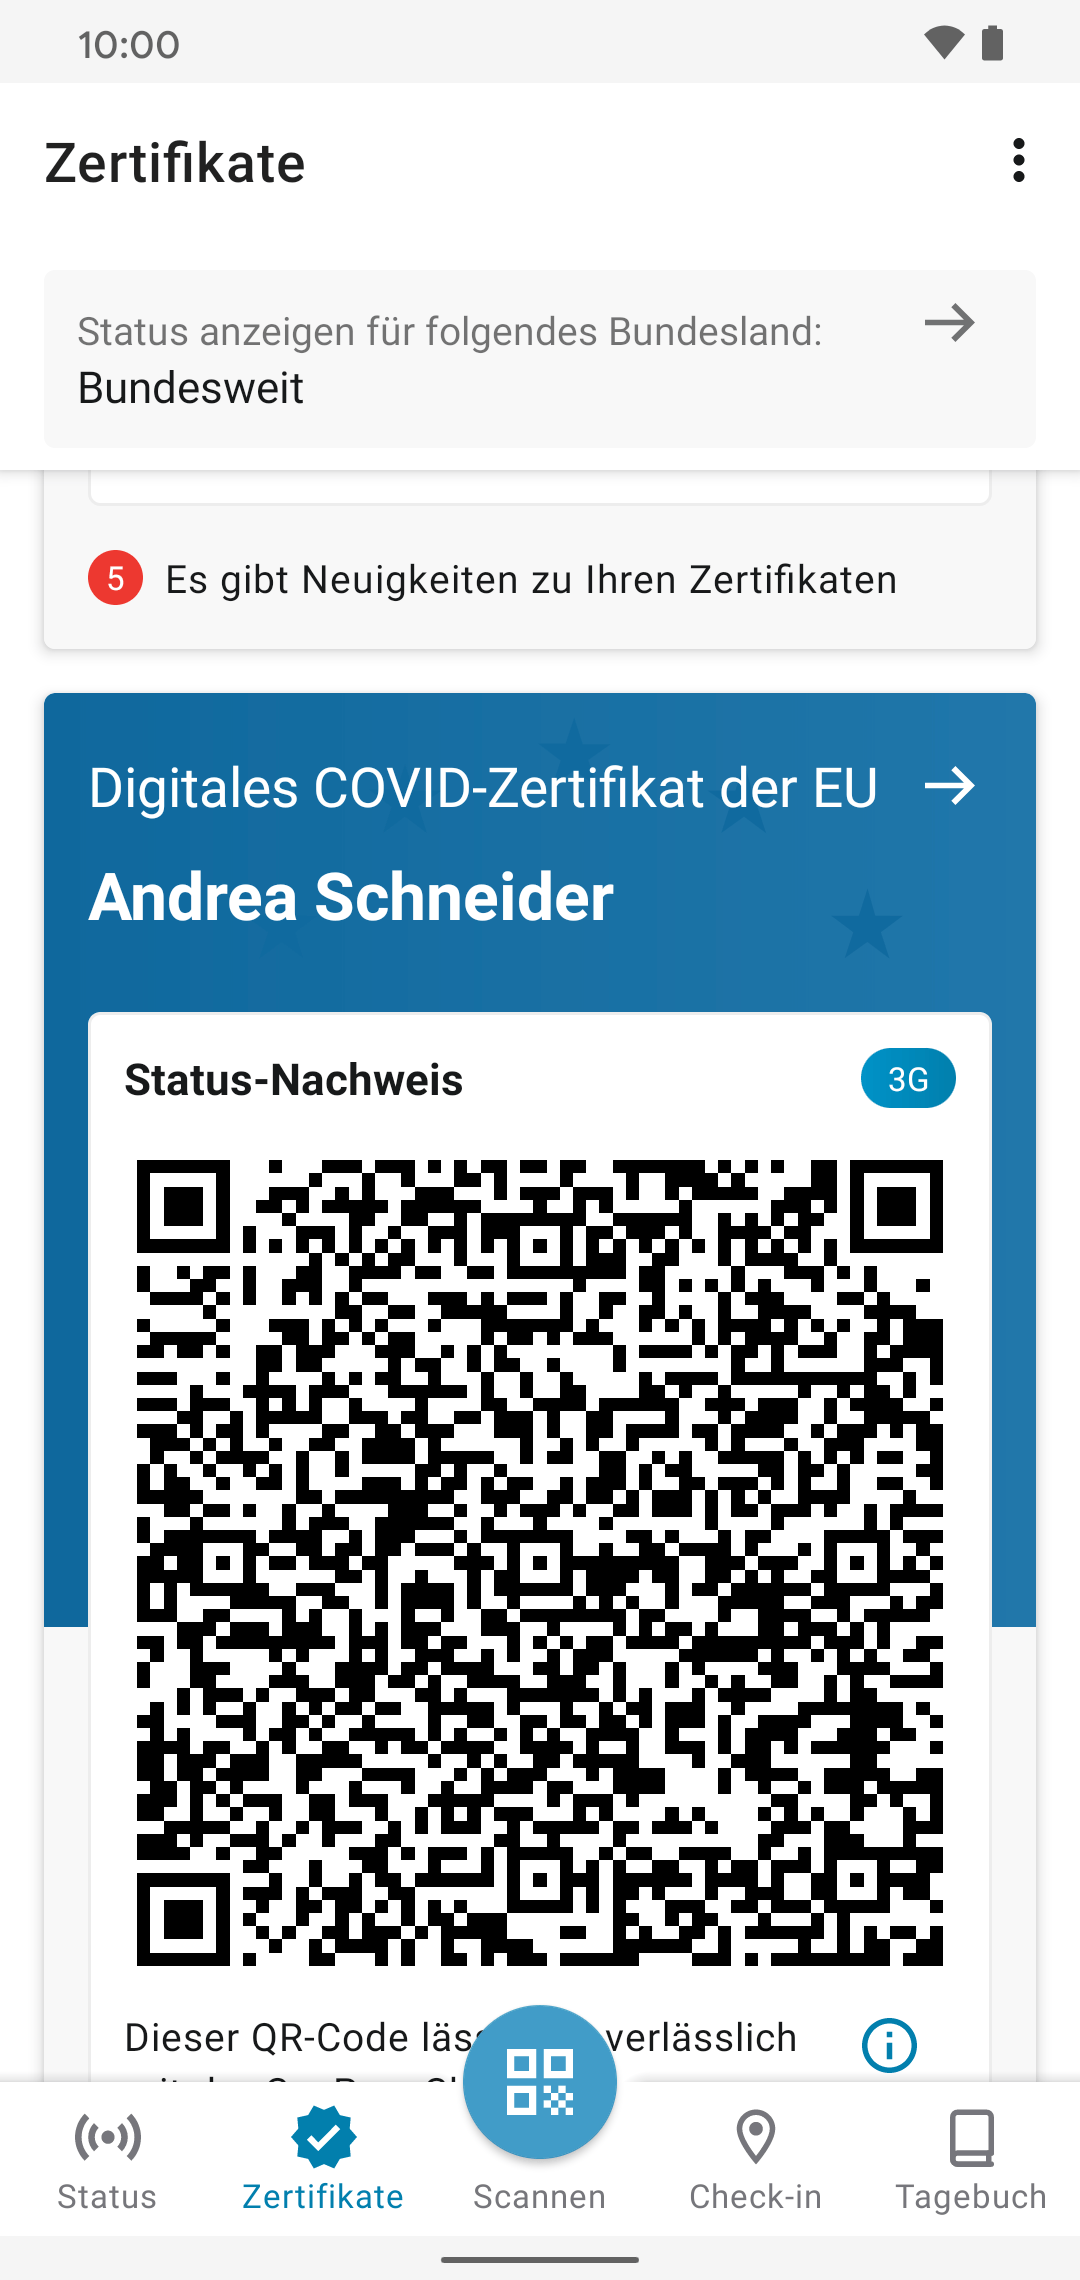 10:00
Zertifikate
Status anzeigen für folgendes Bundesland:
Bundesweit
5 Es gibt Neuigkeiten zu Ihren Zertifikaten
Digitales COVID-Zertifikat der EU
Andrea Schneider
Status-Nachweis
3G
Dieser QR-Code verlässlich
Status
Zertifikate
Scannen
Check-in
Tagebuch